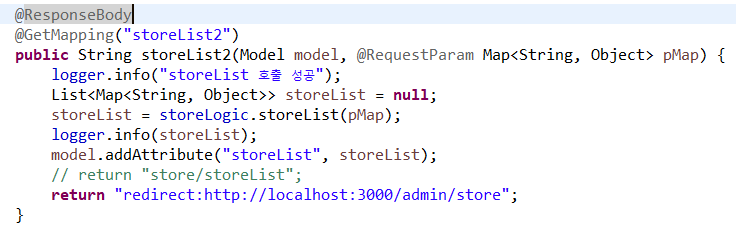 @ResponseBody
@GetMapping("storeList2")
public String storeList2(Model model, @RequestParam Map<String, Object> pMap) {
logger.info("storeList 호출 성공");
List<Map<String, Object>> storeList = null;
storeList = storeLogic.storeList(pMap);
logger.info(storeList);
model.addAttribute("storeList", storeList);
// return "store/storeList";
return "redirect:http://localhost:3000/admin/store";
}